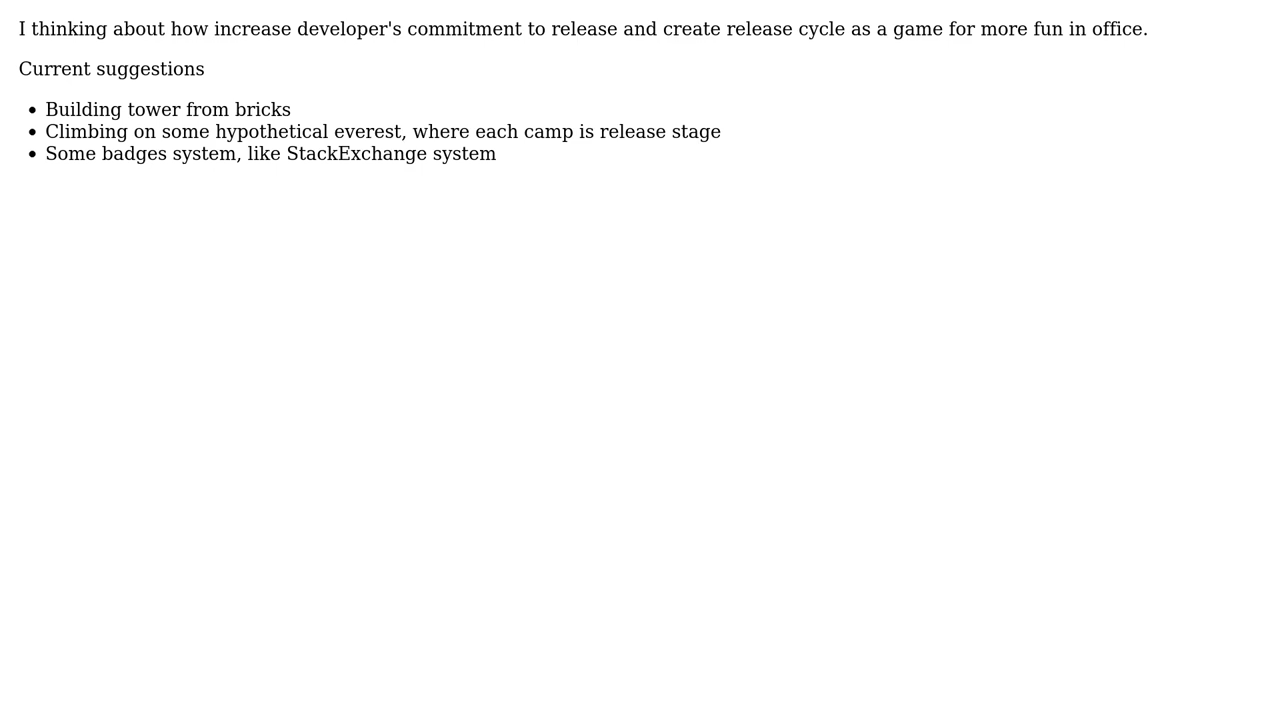 I thinking about how increase developer's commitment to release and create release cycle as a game for more fun in office.
Current suggestions
• Building tower from bricks
• Climbing on some hypothetical everest, where each camp is release stage
• Some badges system, like StackExchange system